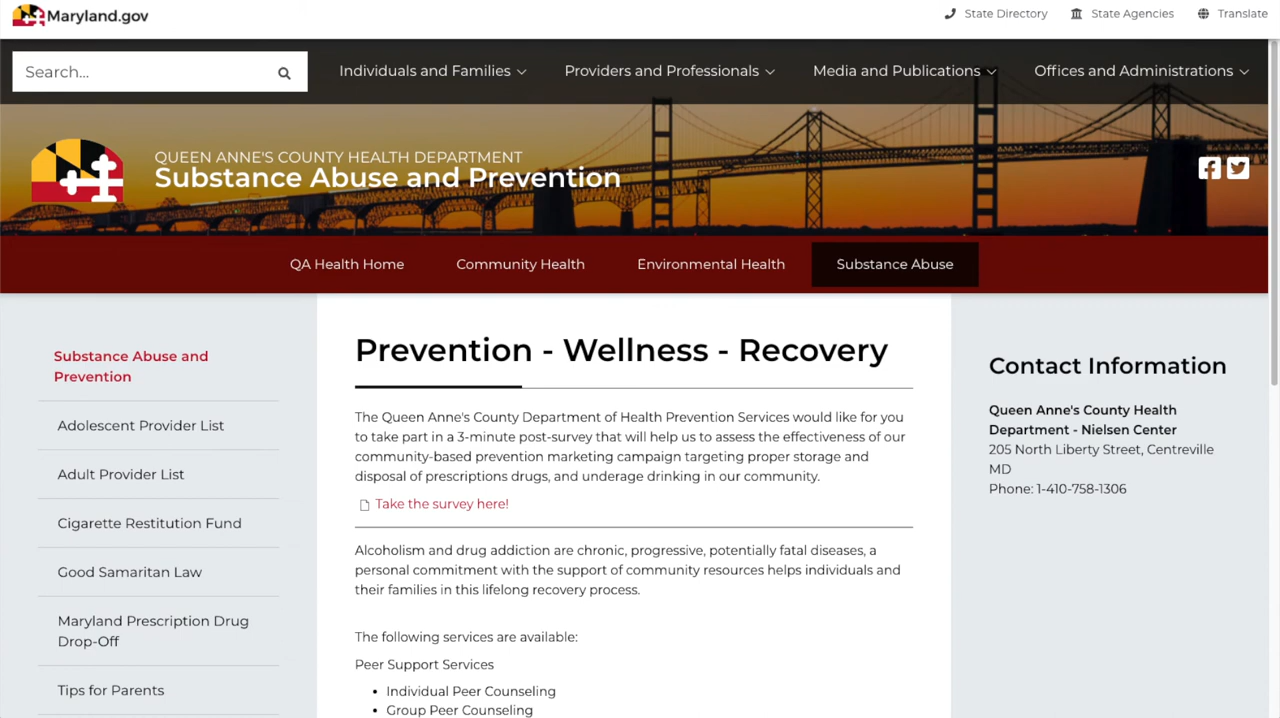 Maryland.gov
State Directory
State Agencies
Translate
Search...
Individuals and Families
Providers and Professionals
Media and Publications
Offices and Administrations
QUEEN ANNE'S COUNTY HEALTH DEPARTMENT
Substance Abuse and Prevention
QA Health Home
Community Health
Environmental Health
Substance Abuse
Substance Abuse and
Prevention
Adolescent Provider List
Adult Provider List
Cigarette Restitution Fund
Good Samaritan Law
Maryland Prescription Drug
Drop-Off
Tips for Parents
Prevention - Wellness - Recovery
The Queen Anne's County Department of Health Prevention Services would like for you
to take part in a 3-minute post-survey that will help us to assess the effectiveness of our
community-based prevention marketing campaign targeting proper storage and
disposal of prescriptions drugs, and underage drinking in our community.
Take the survey here!
Alcoholism and drug addiction are chronic, progressive, potentially fatal diseases, a
personal commitment with the support of community resources helps individuals and
their families in this lifelong recovery process.
The following services are available:
Peer Support Services
• Individual Peer Counseling
• Group Peer Counseling
Contact Information
Queen Anne's County Health
Department - Nielsen Center
205 North Liberty Street, Centreville
MD
Phone: 1-410-758-1306